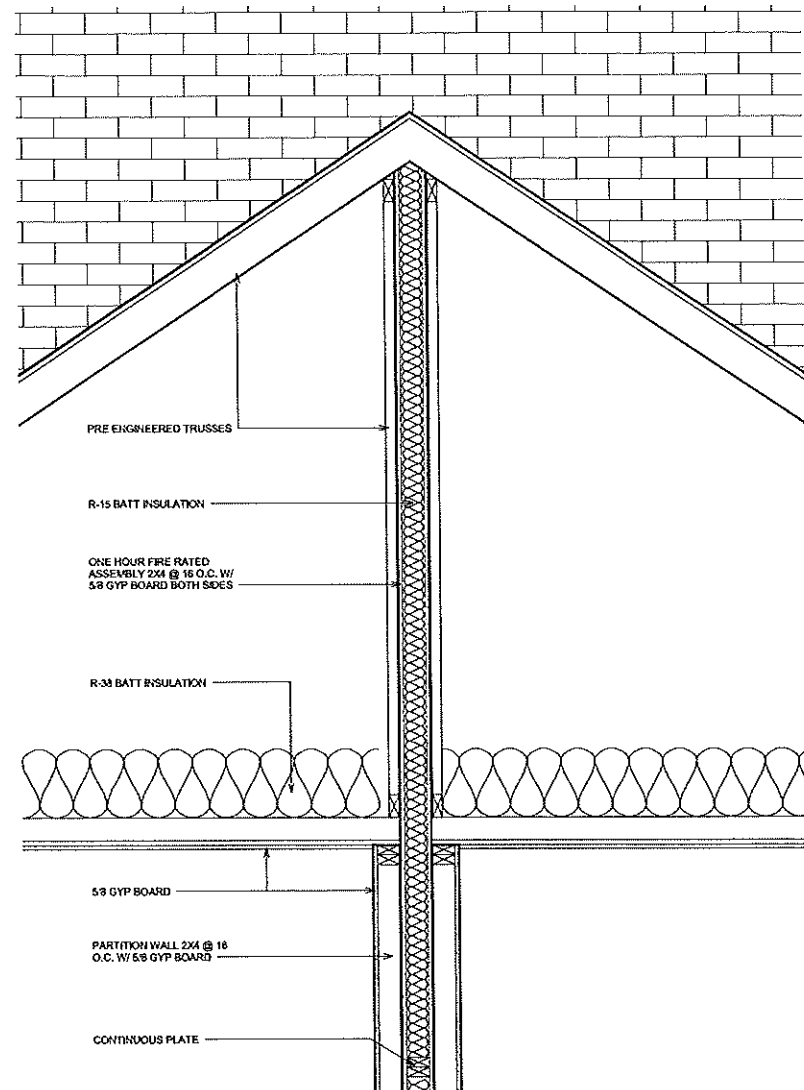 PRE ENGINEERED TRUSSES
R-15 BATT INSULATION
ONE HOUR FIRE RATED
ASSEMBLY 2X4 @ 16 O.C. W/
5/8 GYP BOARD BOTH SIDES
R-38 BATT INSULATION
5/8 GYP BOARD
PARTITION WALL 2X4 @ 16
O.C. W/ 5/8 GYP BOARD
CONTINUOUS PLATE